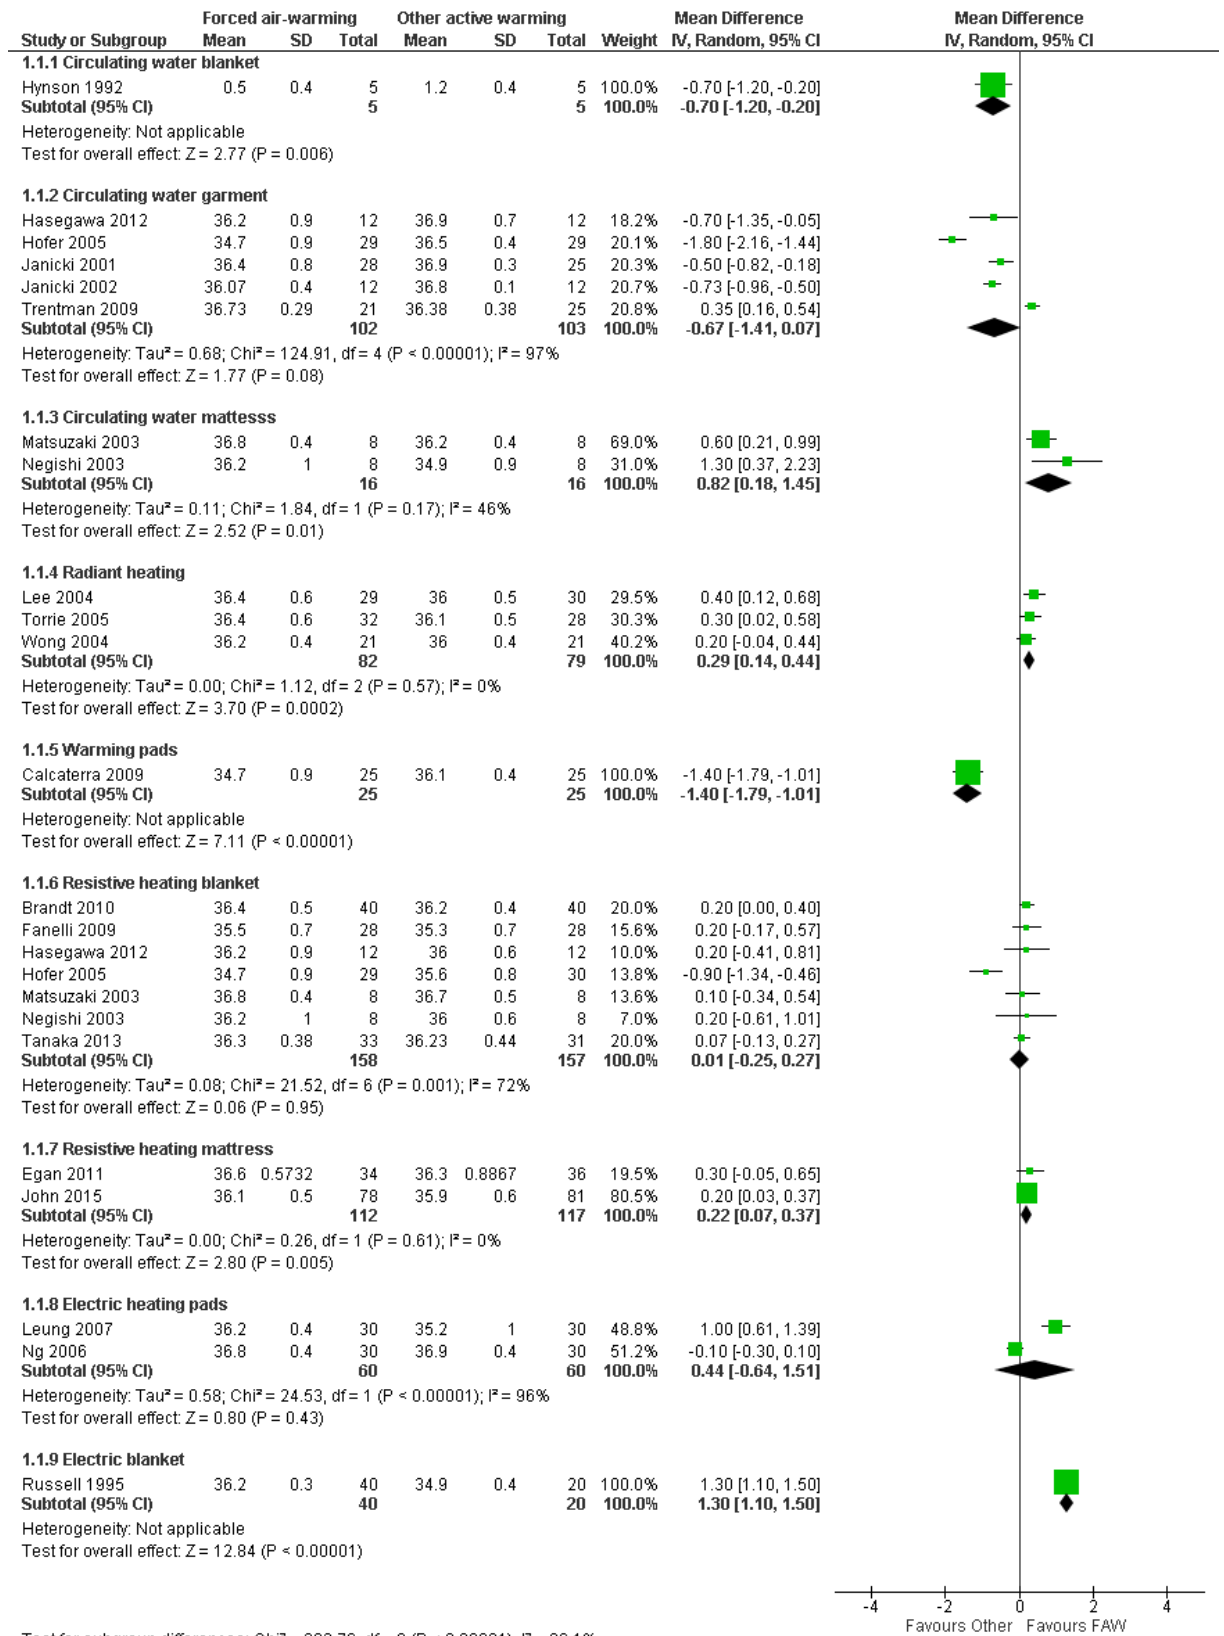 Forced air-warming Other active warming Mean Difference Mean Difference
Study or Subgroup Mean SD Total Mean SD Total Weight IV, Random, 95% CI IV, Random, 95% CI
1.1.1 Circulating water blanket
Hynson 1992 0.5 0.4 5 1.2 0.4 5 100.0% -0.70 [-1.20, -0.20]
Subtotal (95% CI) 5 5 100.0% -0.70 [-1.20, -0.20]
Heterogeneity: Not applicable
Test for overall effect: Z = 2.77 (P = 0.006)
1.1.2 Circulating water garment
Hasegawa 2012 36.2 0.9 12 36.9 0.7 12 18.2% -0.70 [-1.35, -0.05]
Hofer 2005 34.7 0.9 29 36.5 0.4 29 20.1% -1.80 [-2.16, -1.44]
Janicki 2001 36.4 0.8 28 36.9 0.3 25 20.3% -0.50 [-0.82, -0.18]
Janicki 2002 36.07 0.4 12 36.8 0.1 12 20.7% -0.73 [-0.96, -0.50]
Trentman 2009 36.73 0.29 21 36.38 0.38 25 20.8% 0.35 [0.16, 0.54]
Subtotal (95% CI) 102 103 100.0% -0.67 [-1.41, 0.07]
Heterogeneity: Tau² = 0.68; Chi² = 124.91, df = 4 (P < 0.00001); I² = 97%
Test for overall effect: Z = 1.77 (P = 0.08)
1.1.3 Circulating water mattesss
Matsuzaki 2003 36.8 0.4 8 36.2 0.4 8 69.0% 0.60 [0.21, 0.99]
Negishi 2003 36.2 1 8 34.9 0.9 8 31.0% 1.30 [0.37, 2.23]
Subtotal (95% CI) 16 16 100.0% 0.82 [0.18, 1.45]
Heterogeneity: Tau² = 0.11; Chi² = 1.84, df = 1 (P = 0.17); I² = 46%
Test for overall effect: Z = 2.52 (P = 0.01)
1.1.4 Radiant heating
Lee 2004 36.4 0.6 29 36 0.5 30 29.5% 0.40 [0.12, 0.68]
Torrie 2005 36.4 0.6 32 36.1 0.5 28 30.3% 0.30 [0.02, 0.58]
Wong 2004 36.2 0.4 21 36 0.4 21 40.2% 0.20 [-0.04, 0.44]
Subtotal (95% CI) 82 79 100.0% 0.29 [0.14, 0.44]
Heterogeneity: Tau² = 0.00; Chi² = 1.12, df = 2 (P = 0.57); I² = 0%
Test for overall effect: Z = 3.70 (P = 0.0002)
1.1.5 Warming pads
Calcaterra 2009 34.7 0.9 25 36.1 0.4 25 100.0% -1.40 [-1.79, -1.01]
Subtotal (95% CI) 25 25 100.0% -1.40 [-1.79, -1.01]
Heterogeneity: Not applicable
Test for overall effect: Z = 7.11 (P < 0.00001)
1.1.6 Resistive heating blanket
Brandt 2010 36.4 0.5 40 36.2 0.4 40 20.0% 0.20 [0.00, 0.40]
Fanelli 2009 35.5 0.7 28 35.3 0.7 28 15.6% 0.20 [-0.17, 0.57]
Hasegawa 2012 36.2 0.9 12 36 0.6 12 10.0% 0.20 [-0.41, 0.81]
Hofer 2005 34.7 0.9 29 35.6 0.8 30 13.8% -0.90 [-1.34, -0.46]
Matsuzaki 2003 36.8 0.4 8 36.7 0.5 8 13.6% 0.10 [-0.34, 0.54]
Negishi 2003 36.2 1 8 36 0.6 8 7.0% 0.20 [-0.61, 1.01]
Tanaka 2013 36.3 0.38 33 36.23 0.44 31 20.0% 0.07 [-0.13, 0.27]
Subtotal (95% CI) 158 157 100.0% 0.01 [-0.25, 0.27]
Heterogeneity: Tau² = 0.08; Chi² = 21.52, df = 6 (P = 0.001); I² = 72%
Test for overall effect: Z = 0.06 (P = 0.95)
1.1.7 Resistive heating mattress
Egan 2011 36.6 0.5732 34 36.3 0.8867 36 19.5% 0.30 [-0.05, 0.65]
John 2015 36.1 0.5 78 35.9 0.6 81 80.5% 0.20 [0.03, 0.37]
Subtotal (95% CI) 112 117 100.0% 0.22 [0.07, 0.37]
Heterogeneity: Tau² = 0.00; Chi² = 0.26, df = 1 (P = 0.61); I² = 0%
Test for overall effect: Z = 2.80 (P = 0.005)
1.1.8 Electric heating pads
Leung 2007 36.2 0.4 30 35.2 1 30 48.8% 1.00 [0.61, 1.39]
Ng 2006 36.8 0.4 30 36.9 0.4 30 51.2% -0.10 [-0.30, 0.10]
Subtotal (95% CI) 60 60 100.0% 0.44 [-0.64, 1.51]
Heterogeneity: Tau² = 0.58; Chi² = 24.53, df = 1 (P < 0.00001); I² = 96%
Test for overall effect: Z = 0.80 (P = 0.43)
1.1.9 Electric blanket
Russell 1995 36.2 0.3 40 34.9 0.4 20 100.0% 1.30 [1.10, 1.50]
Subtotal (95% CI) 40 20 100.0% 1.30 [1.10, 1.50]
Heterogeneity: Not applicable
Test for overall effect: Z = 12.84 (P < 0.00001)
-4 -2 0 2 4
Favours Other Favours FAW